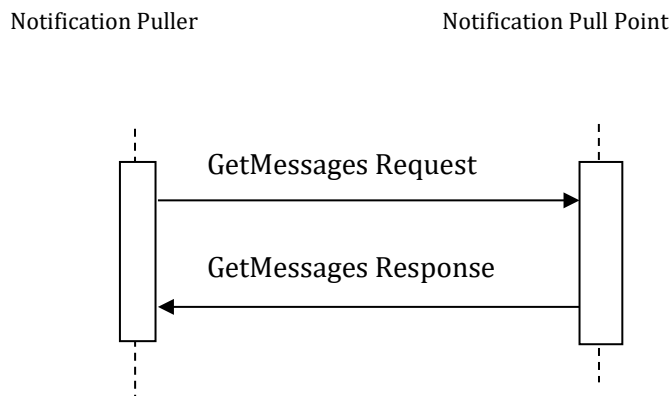 Notification Puller
Notification Pull Point
GetMessages Request
GetMessages Response